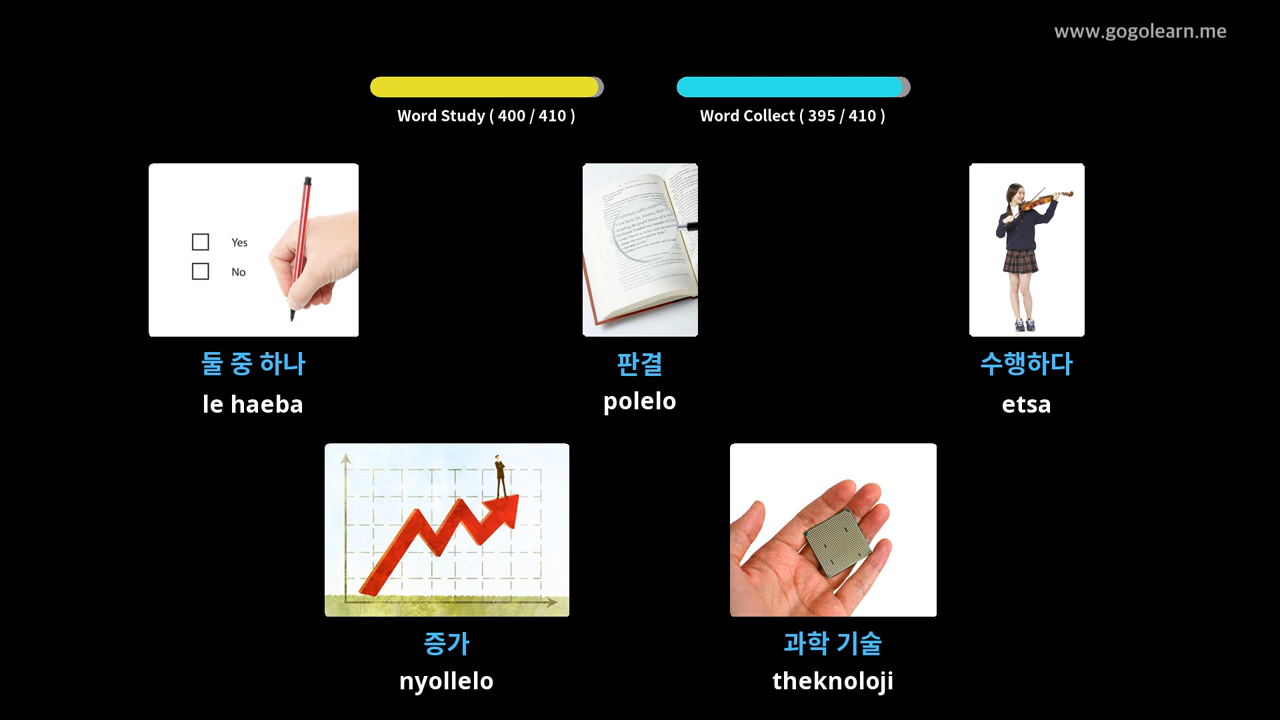 www.gogolearn.me
Word Study ( 400 / 410 )
Word Collect ( 395 / 410 )
Yes
No
둘 중 하나
le haeba
판결
polelo
수행하다
etsa
증가
nyollelo
과학 기술
theknoloji